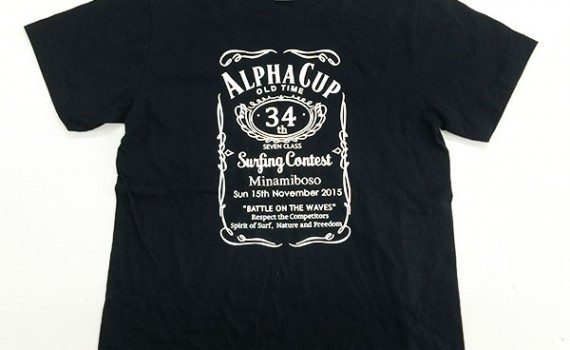 ALPHA CUP
OLD TIME
34
th
SEVEN CLASS
Surfing Contest
Minamiboso
Sun 15th November 2015
"BATTLE ON THE WAVES"
Respect the Competitors
Spirit of Surf, Nature and Freedom